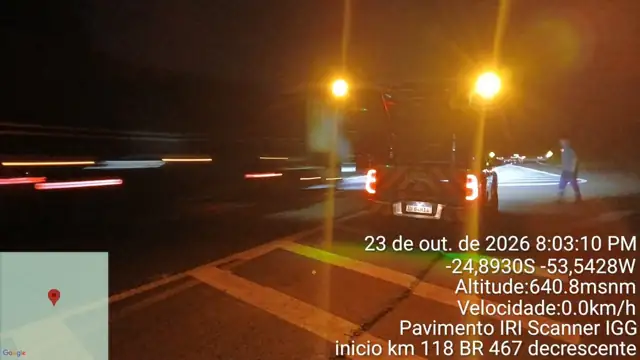 23 de out. de 2026 8:03:10 PM
-24,8930S -53,5428W
Altitude:640.8msnm
Velocidade:0.0km/h
Pavimento IRI Scanner IGG
inicio km 118 BR 467 decrescente
Google